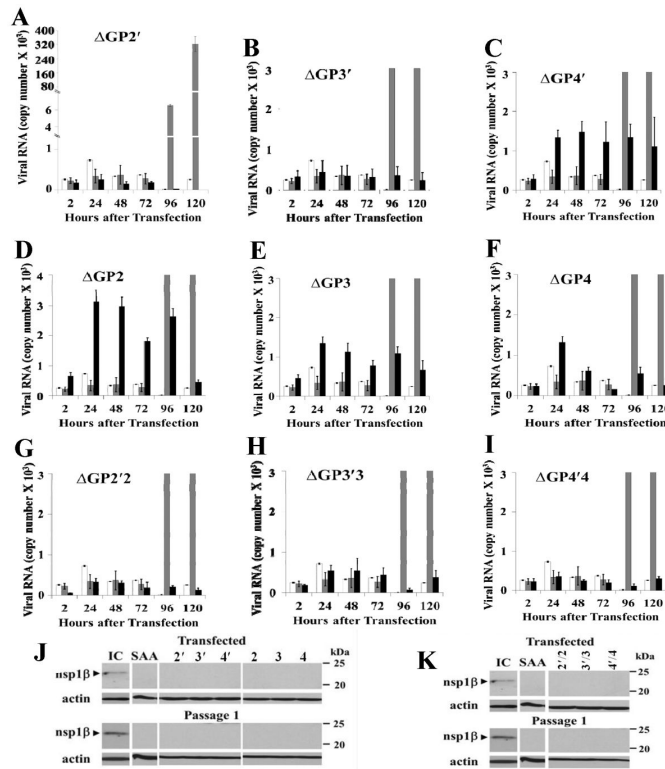 A
ΔGP2′
Viral RNA (copy number X 10³)
400
320
240
160
80
6
4
1
0
2 24 48 72 96 120
Hours after Transfection
B
ΔGP3′
Viral RNA (copy number X 10³)
3
2
1
0
2 24 48 72 96 120
Hours after Transfection
C
ΔGP4′
Viral RNA (copy number X 10³)
3
2
1
0
2 24 48 72 96 120
Hours after Transfection
D
ΔGP2
Viral RNA (copy number X 10³)
4
3
2
1
0
2 24 48 72 96 120
Hours after Transfection
E
ΔGP3
Viral RNA (copy number X 10³)
3
2
1
0
2 24 48 72 96 120
Hours after Transfection
F
ΔGP4
Viral RNA (copy number X 10³)
3
2
1
0
2 24 48 72 96 120
Hours after Transfection
G
ΔGP2′2
Viral RNA (copy number X 10³)
3
2
1
0
2 24 48 72 96 120
Hours after Transfection
H
ΔGP3′3
Viral RNA (copy number X 10³)
3
2
1
0
2 24 48 72 96 120
Hours after Transfection
I
ΔGP4′4
Viral RNA (copy number X 10³)
3
2
1
0
2 24 48 72 96 120
Hours after Transfection
J
Transfected
IC SAA 2′ 3′ 4′ 2 3 4 kDa
nsp1β 25
20
actin
Passage 1
nsp1β 25
20
actin
K
Transfected
IC SAA 2′/2 3′/3 4′/4 kDa
nsp1β 25
20
actin
Passage 1
nsp1β 25
20
actin